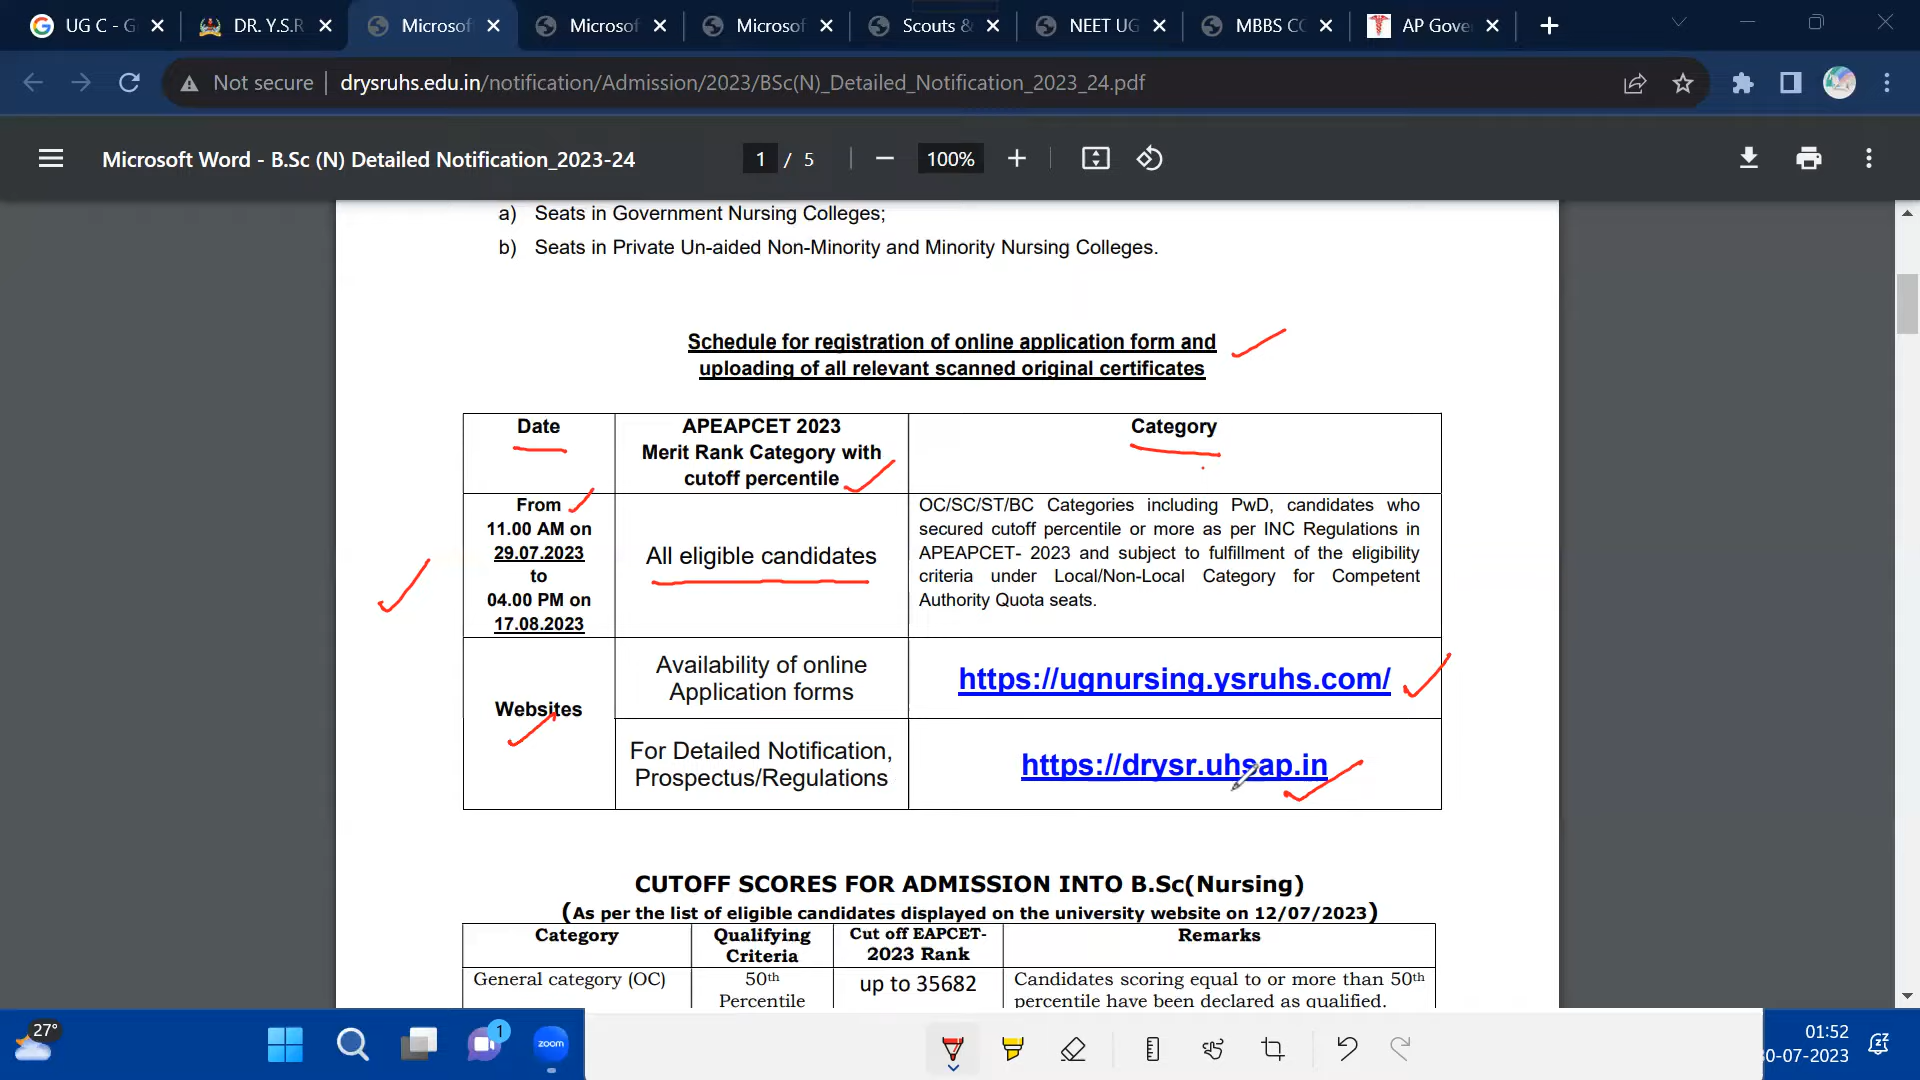 UG C - G
DR. Y.S.R
Microsof
Microsof
Microsof
Scouts &
NEET UG
MBBS CO
AP Gove
Not secure
drysruhs.edu.in/notification/Admission/2023/BSc(N)_Detailed_Notification_2023_24.pdf
Microsoft Word - B.Sc (N) Detailed Notification_2023-24
1 / 5
100%
a) Seats in Government Nursing Colleges;
b) Seats in Private Un-aided Non-Minority and Minority Nursing Colleges.
Schedule for registration of online application form and
uploading of all relevant scanned original certificates
Date
APEAPCET 2023
Merit Rank Category with
cutoff percentile
Category
From
11.00 AM on
29.07.2023
to
04.00 PM on
17.08.2023
All eligible candidates
OC/SC/ST/BC Categories including PwD, candidates who
secured cutoff percentile or more as per INC Regulations in
APEAPCET- 2023 and subject to fulfillment of the eligibility
criteria under Local/Non-Local Category for Competent
Authority Quota seats.
Websites
Availability of online
Application forms
https://ugnursing.ysruhs.com/
For Detailed Notification,
Prospectus/Regulations
https://drysr.uhsap.in
CUTOFF SCORES FOR ADMISSION INTO B.Sc(Nursing)
(As per the list of eligible candidates displayed on the university website on 12/07/2023)
Category
Qualifying
Criteria
Cut off EAPCET-
2023 Rank
Remarks
General category (OC)
50th
Percentile
up to 35682
Candidates scoring equal to or more than 50th
percentile have been declared as qualified.
27°
1
zoom
01:52
0-07-2023